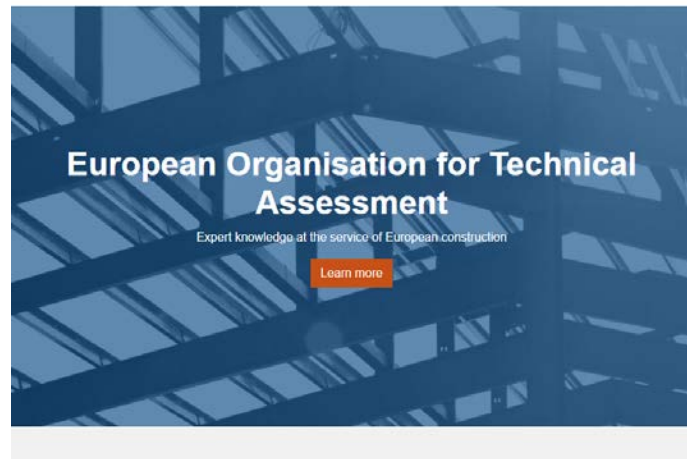 European Organisation for Technical
Assessment
Expert knowledge at the service of European construction
Learn more